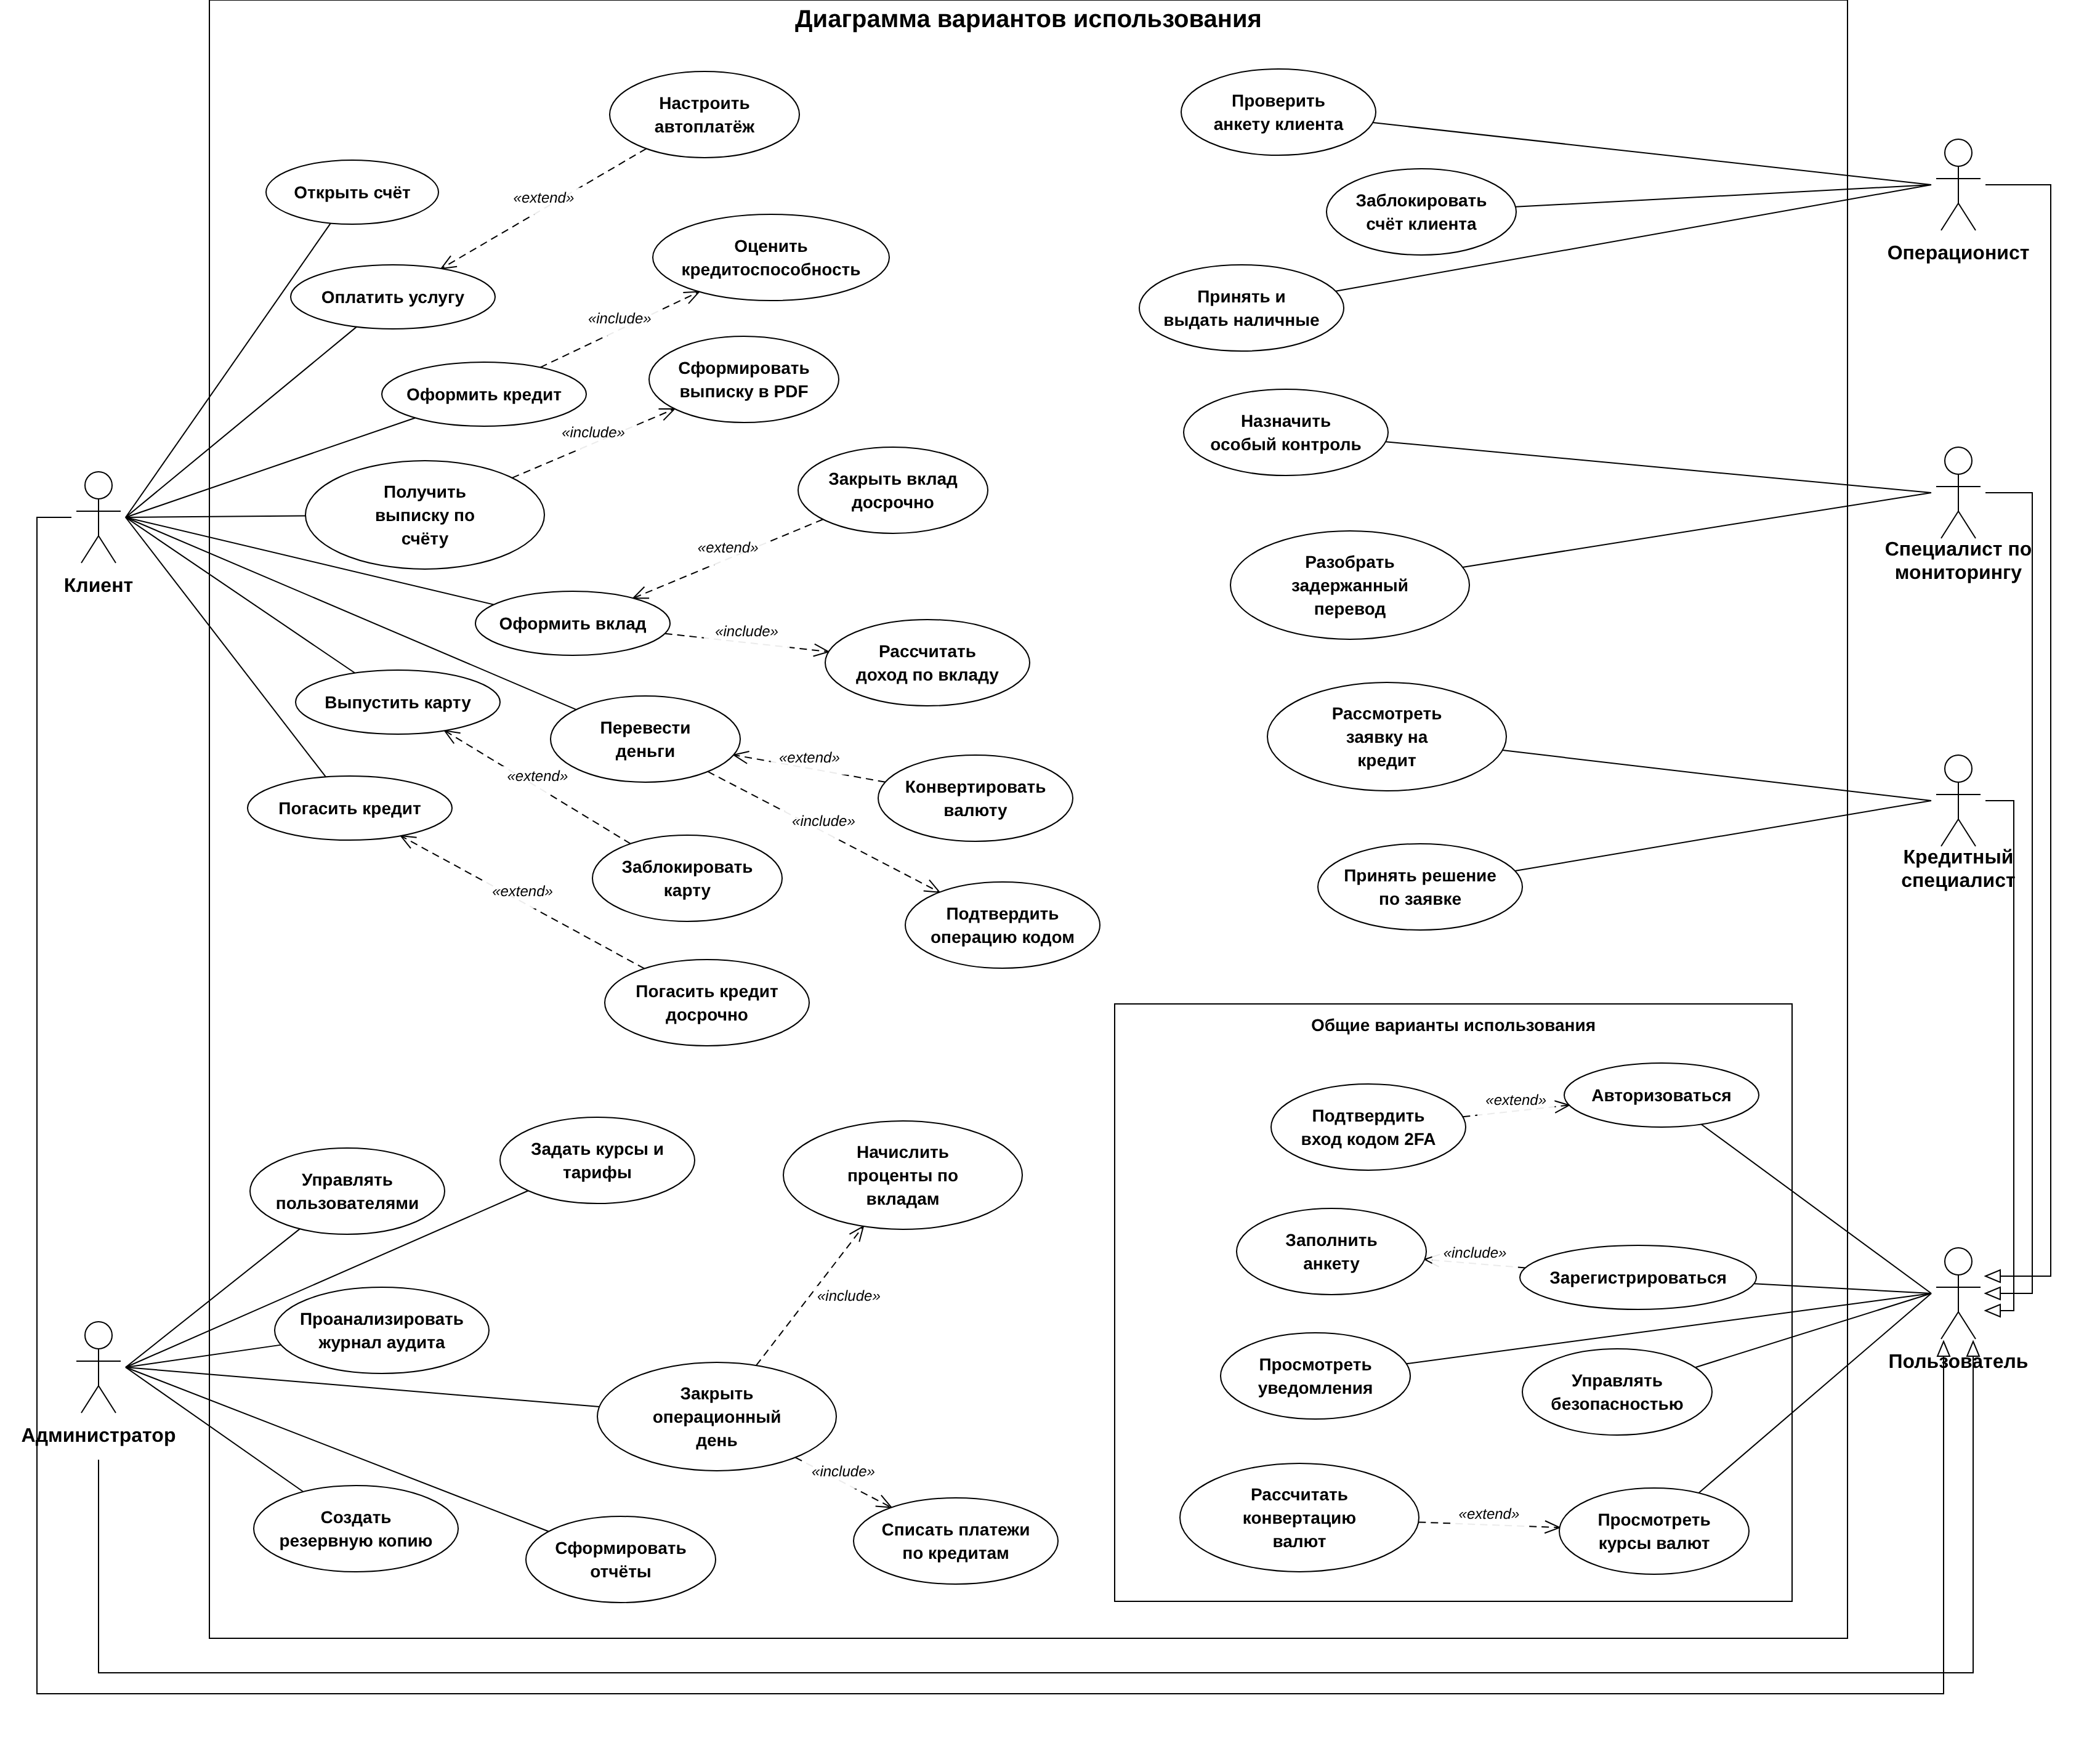 Диаграмма вариантов использования
Настроить
автоплатёж
«extend»
Открыть счёт
Оплатить услугу
Оценить
кредитоспособность
«include»
Оформить кредит
Сформировать
выписку в PDF
«include»
Получить
выписку по
счёту
Клиент
Закрыть вклад
досрочно
«extend»
Оформить вклад
«include»
Рассчитать
доход по вкладу
Выпустить карту
Перевести
деньги
«extend»
Конвертировать
валюту
«extend»
Погасить кредит
«include»
Заблокировать
карту
«extend»
Подтвердить
операцию кодом
Погасить кредит
досрочно
Проверить
анкету клиента
Заблокировать
счёт клиента
Принять и
выдать наличные
Операционист
Назначить
особый контроль
Разобрать
задержанный
перевод
Специалист по
мониторингу
Рассмотреть
заявку на
кредит
Принять решение
по заявке
Кредитный
специалист
Управлять
пользователями
Задать курсы и
тарифы
Начислить
проценты по
вкладам
«include»
Проанализировать
журнал аудита
Закрыть
операционный
день
Администратор
«include»
Создать
резервную копию
Сформировать
отчёты
Списать платежи
по кредитам
Общие варианты использования
Подтвердить
вход кодом 2FA
«extend»
Авторизоваться
Заполнить
анкету
«include»
Зарегистрироваться
Просмотреть
уведомления
Управлять
безопасностью
Рассчитать
конвертацию
валют
«extend»
Просмотреть
курсы валют
Пользователь